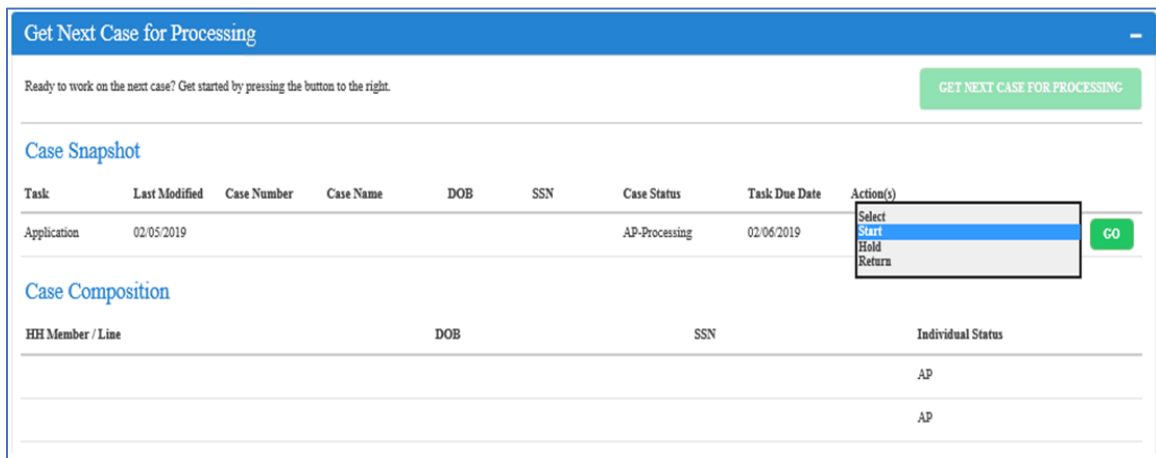 Get Next Case for Processing
Ready to work on the next case? Get started by pressing the button to the right.
GET NEXT CASE FOR PROCESSING
Case Snapshot
Task Last Modified Case Number Case Name DOB SSN Case Status Task Due Date Action(s)
Application 02/05/2019 AP-Processing 02/06/2019
Select
Start
Hold
Return
GO
Case Composition
HH Member / Line DOB SSN Individual Status
AP
AP